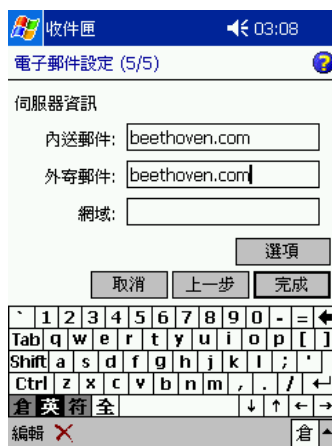 收件匣 03:08
電子郵件設定 (5/5) ?
伺服器資訊
內送郵件: beethoven.com
外寄郵件: beethoven.com
網域:
選項
取消 上一步 完成
` 1 2 3 4 5 6 7 8 9 0 - = ←
Tab q w e r t y u i o p [ ]
Shift a s d f g h j k l ; '
Ctrl z x c v b n m , . / ↵
倉 英 符 全 ↓ ↑ ← →
編輯 倉